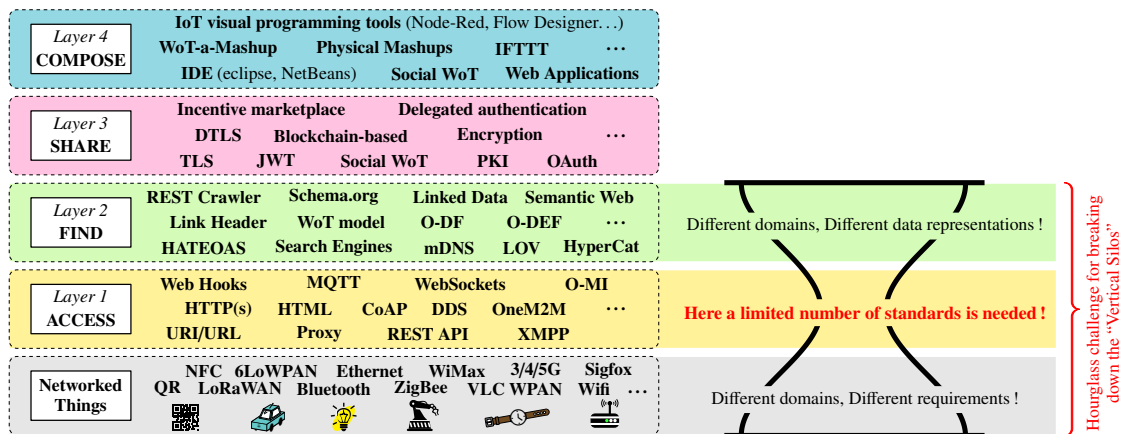 Layer 4
COMPOSE
IoT visual programming tools (Node-Red, Flow Designer...)
WoT-a-Mashup Physical Mashups IFTTT ...
IDE (eclipse, NetBeans) Social WoT Web Applications
Layer 3
SHARE
Incentive marketplace Delegated authentication
DTLS Blockchain-based Encryption ...
TLS JWT Social WoT PKI OAuth
Layer 2
FIND
REST Crawler Schema.org Linked Data Semantic Web
Link Header WoT model O-DF O-DEF ...
HATEOAS Search Engines mDNS LOV HyperCat
Different domains, Different data representations !
Layer 1
ACCESS
Web Hooks MQTT WebSockets O-MI
HTTP(s) HTML CoAP DDS OneM2M ...
URI/URL Proxy REST API XMPP
Here a limited number of standards is needed !
Networked
Things
NFC 6LoWPAN Ethernet WiMax 3/4/5G Sigfox
QR LoRaWAN Bluetooth ZigBee VLC WPAN Wifi ...
Different domains, Different requirements !
Hourglass challenge for breaking
down the “Vertical Silos”